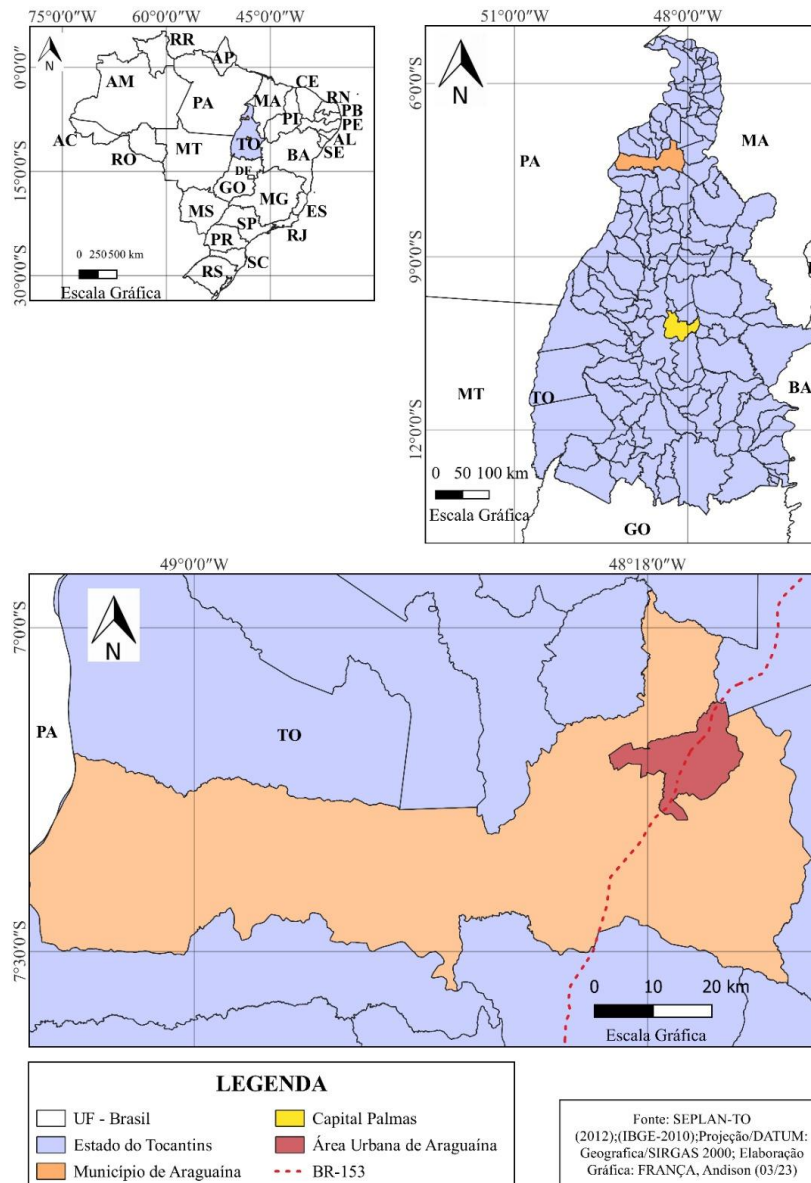 75°0'0"W 60°0'0"W 45°0'0"W
0°0'0"
15°0'0"S
30°0'0"S
N
RR
AP
AM
PA
MA
CE
RN
PB
PE
AL
SE
PI
AC
RO
MT
TO
BA
DF
GO
MG
MS
ES
SP
RJ
PR
SC
RS
0 250 500 km
Escala Gráfica
51°0'0"W 48°0'0"W
6°0'0"S
9°0'0"S
12°0'0"S
N
PA
MA
MT
TO
BA
GO
0 50 100 km
Escala Gráfica
49°0'0"W 48°18'0"W
7°0'0"S
7°30'0"S
N
PA
TO
0 10 20 km
Escala Gráfica
LEGENDA
UF - Brasil
Estado do Tocantins
Município de Araguaína
Capital Palmas
Área Urbana de Araguaína
BR-153
Fonte: SEPLAN-TO
(2012);(IBGE-2010);Projeção/DATUM:
Geografica/SIRGAS 2000; Elaboração
Gráfica: FRANÇA, Andison (03/23)